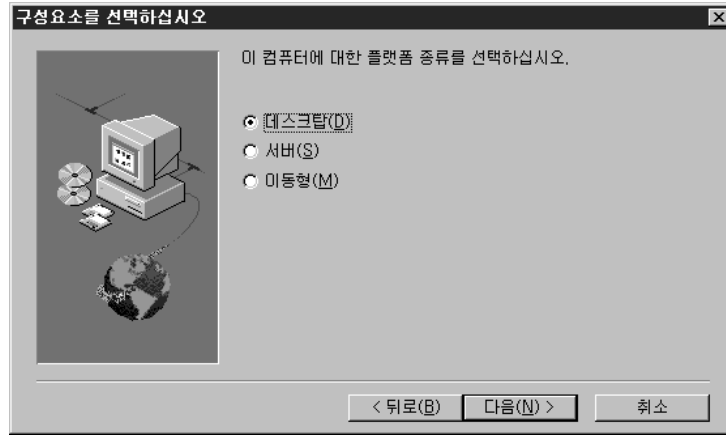 구성요소를 선택하십시오
이 컴퓨터에 대한 플랫폼 종류를 선택하십시오.
데스크탑(D)
서버(S)
이동형(M)
< 뒤로(B) 다음(N) > 취소